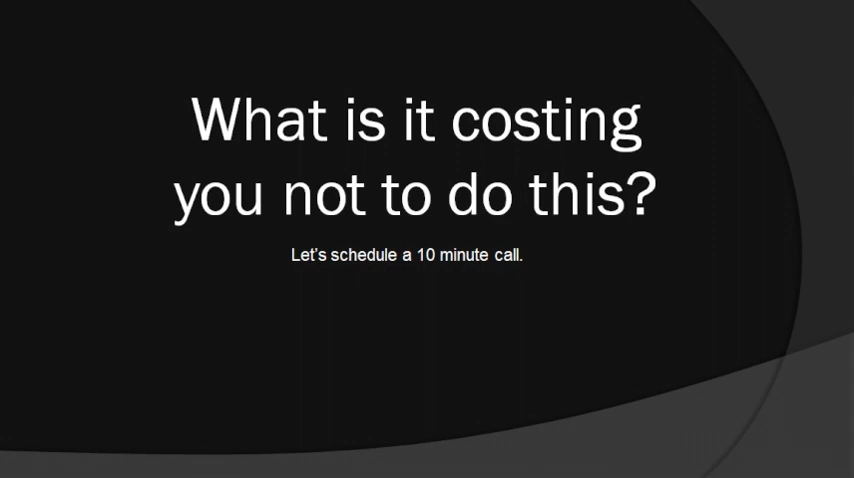 What is it costing
you not to do this?
Let's schedule a 10 minute call.